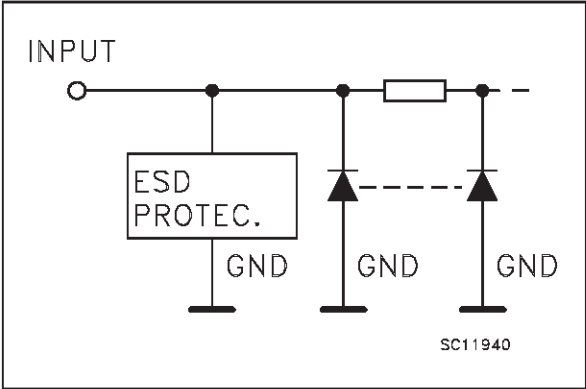 INPUT
ESD
PROTEC.
GND
GND
GND
SC11940